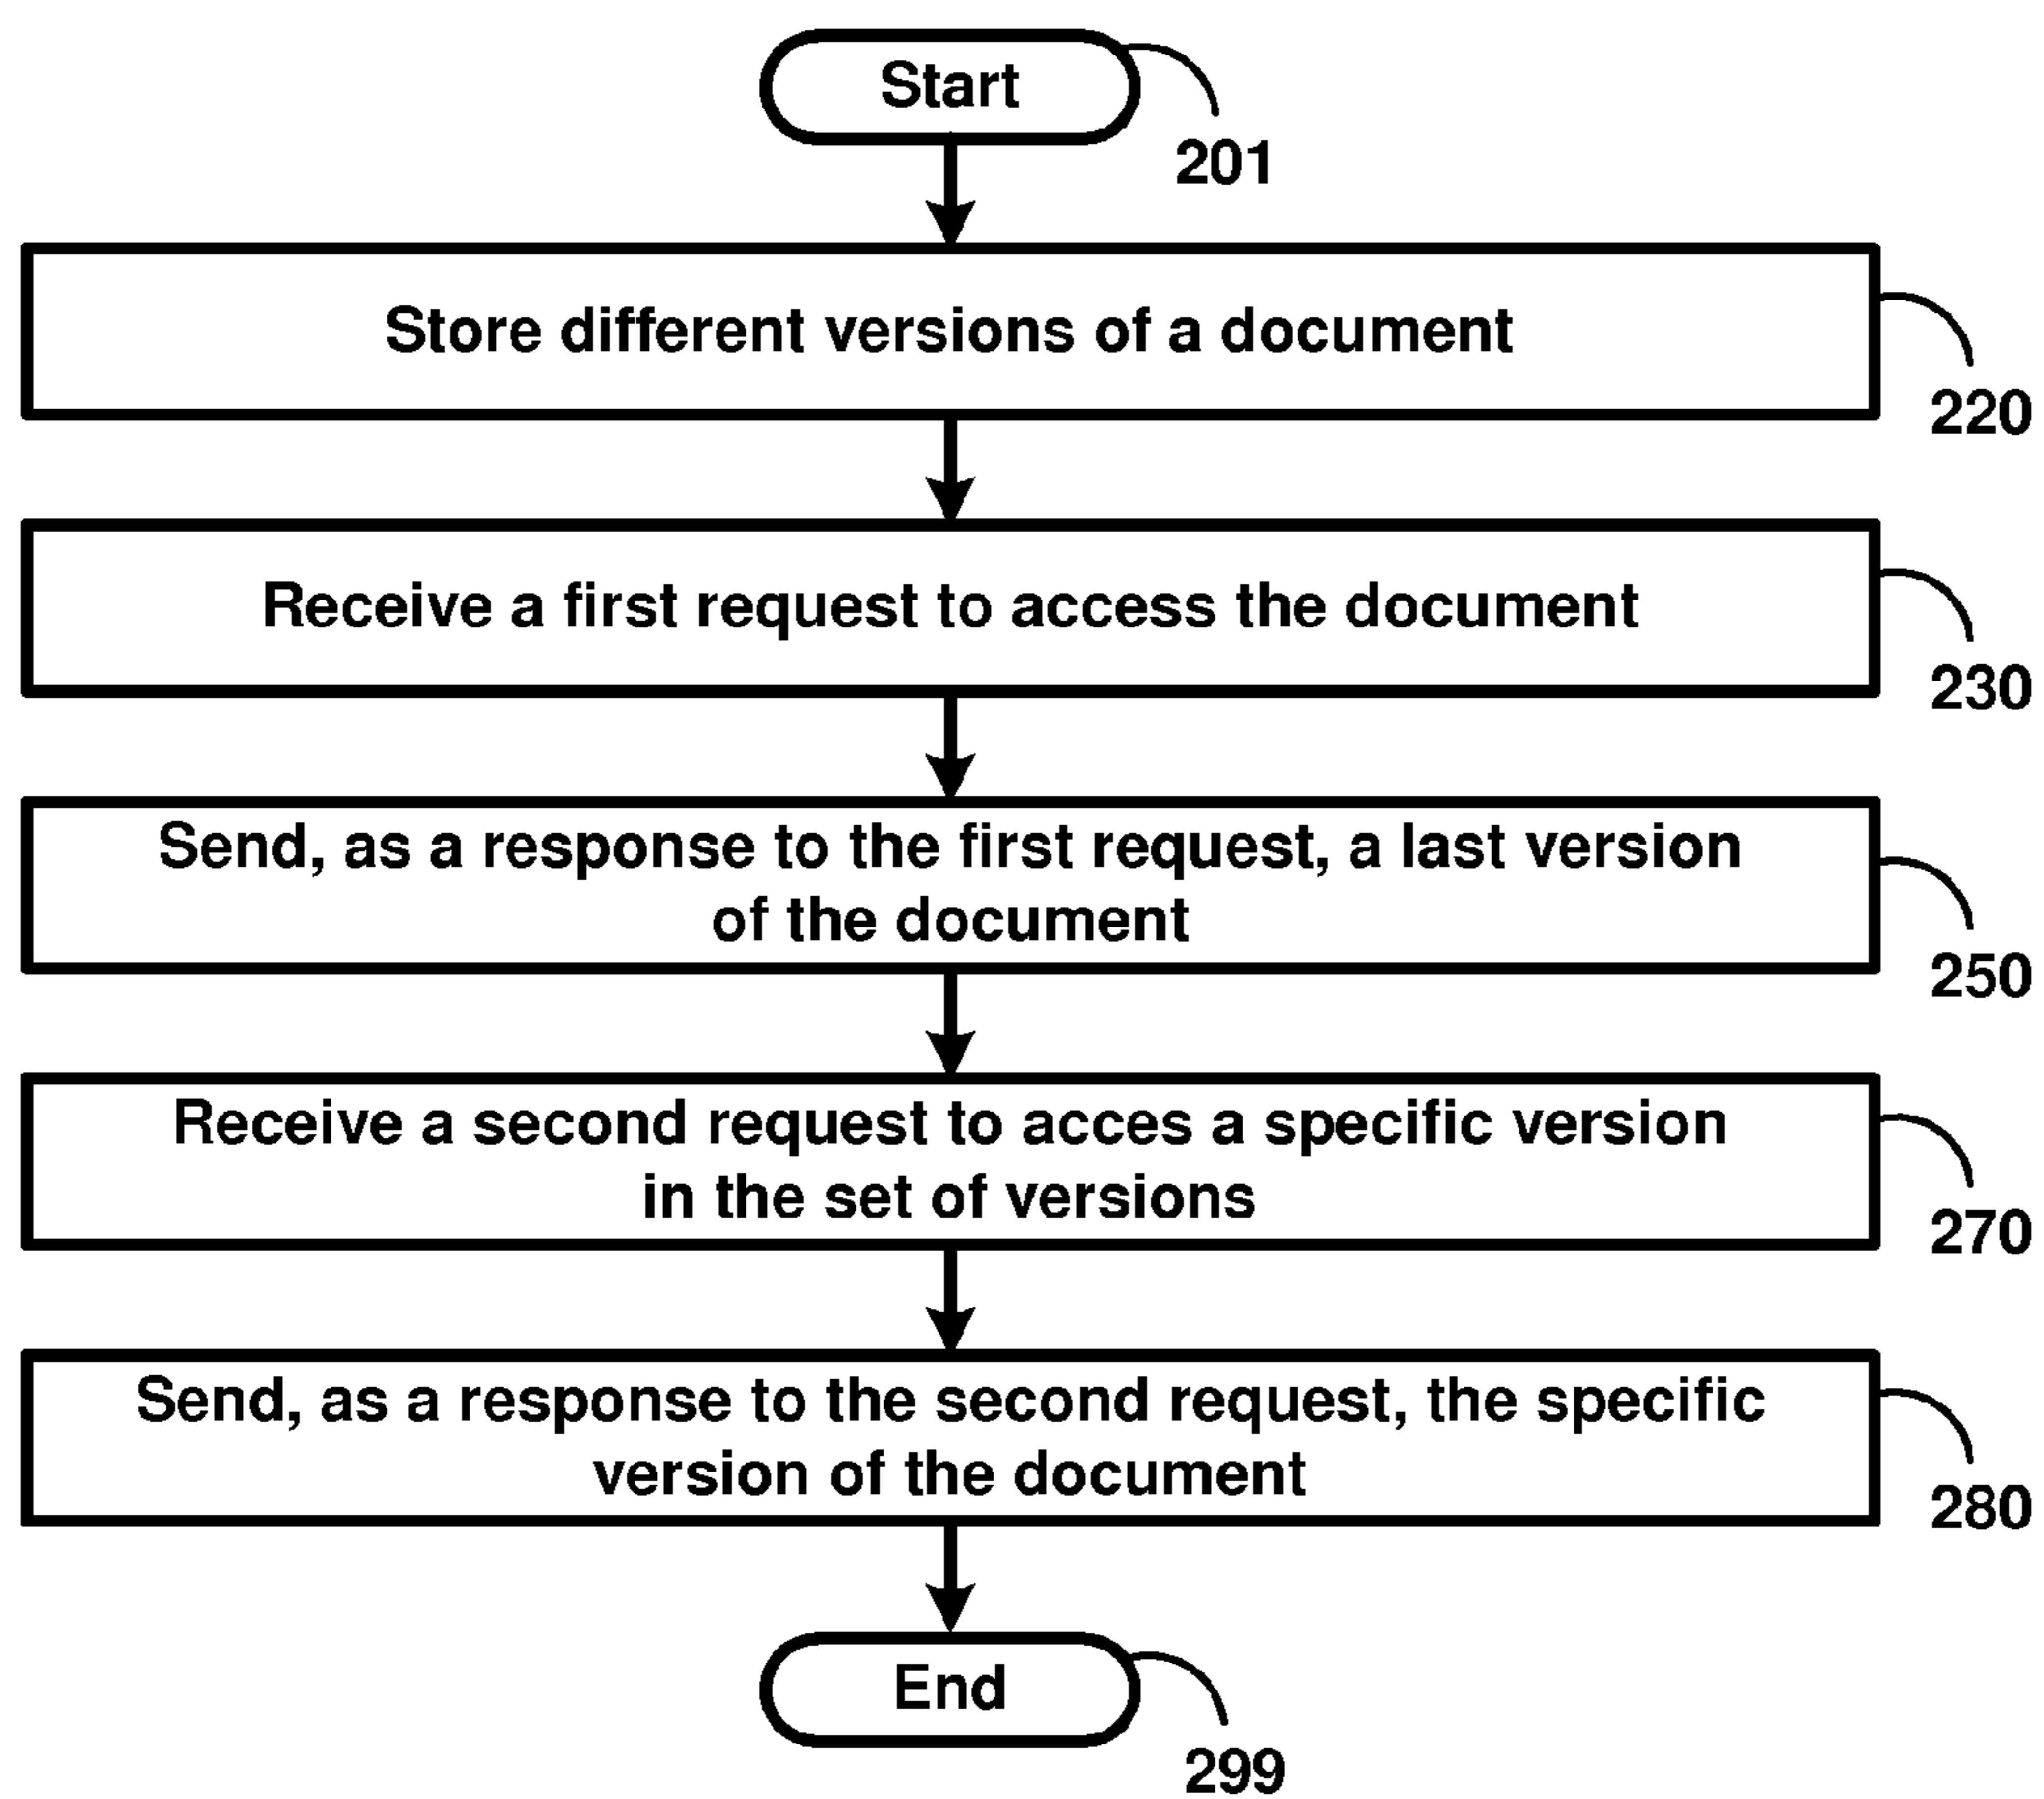 Start
201
Store different versions of a document
220
Receive a first request to access the document
230
Send, as a response to the first request, a last version
of the document
250
Receive a second request to acces a specific version
in the set of versions
270
Send, as a response to the second request, the specific
version of the document
280
End
299